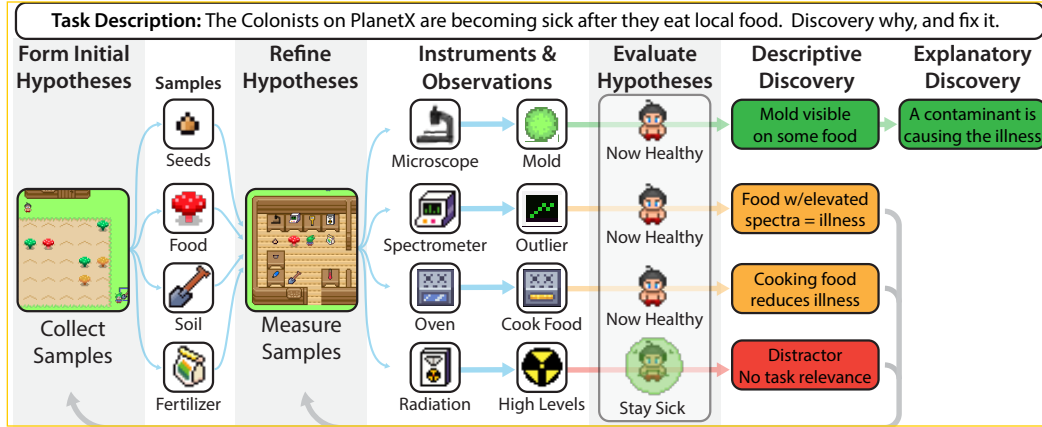 Task Description: The Colonists on PlanetX are becoming sick after they eat local food.  Discovery why, and fix it.
Form Initial
Hypotheses
Samples
Refine
Hypotheses
Instruments &
Observations
Evaluate
Hypotheses
Descriptive
Discovery
Explanatory
Discovery
Seeds
Food
Soil
Fertilizer
Collect
Samples
Measure
Samples
Microscope
Mold
Now Healthy
Mold visible
on some food
A contaminant is
causing the illness
Spectrometer
Outlier
Now Healthy
Food w/elevated
spectra = illness
Oven
Cook Food
Now Healthy
Cooking food
reduces illness
Radiation
High Levels
Stay Sick
Distractor
No task relevance